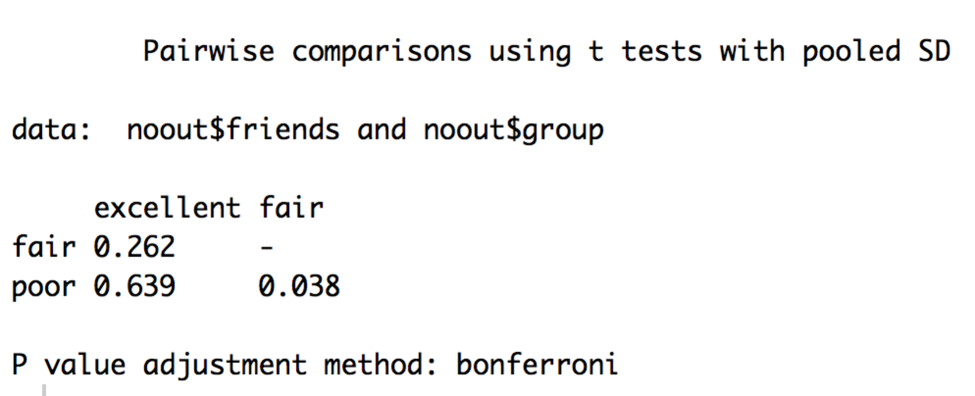 Pairwise comparisons using t tests with pooled SD
data:  noout$friends and noout$group
     excellent fair
fair 0.262     -
poor 0.639     0.038
P value adjustment method: bonferroni